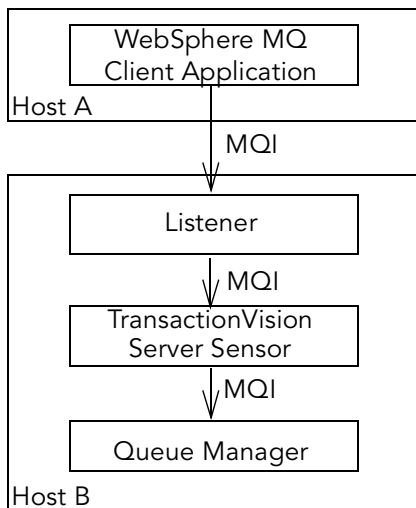 WebSphere MQ
Client Application
Host A
MQI
Listener
MQI
TransactionVision
Server Sensor
MQI
Queue Manager
Host B